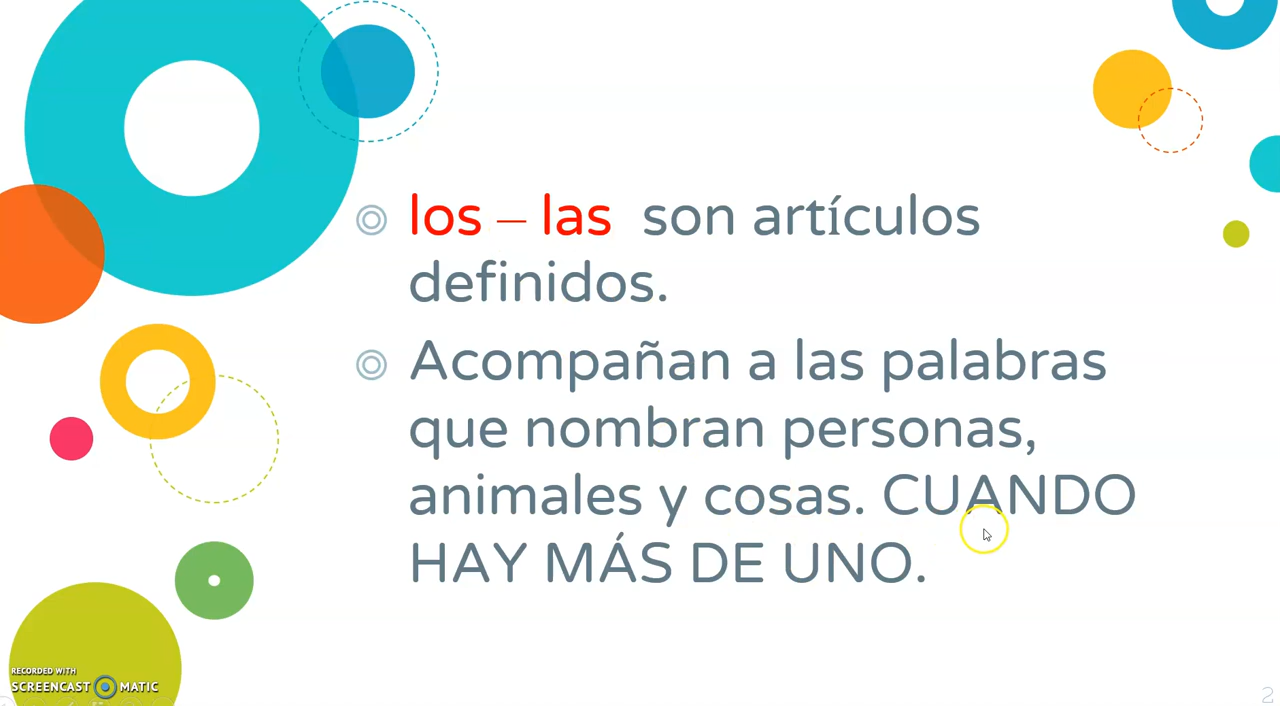 los – las son artículos
definidos.
Acompañan a las palabras
que nombran personas,
animales y cosas. CUANDO
HAY MÁS DE UNO.
RECORDED WITH
SCREENCAST MATIC
2